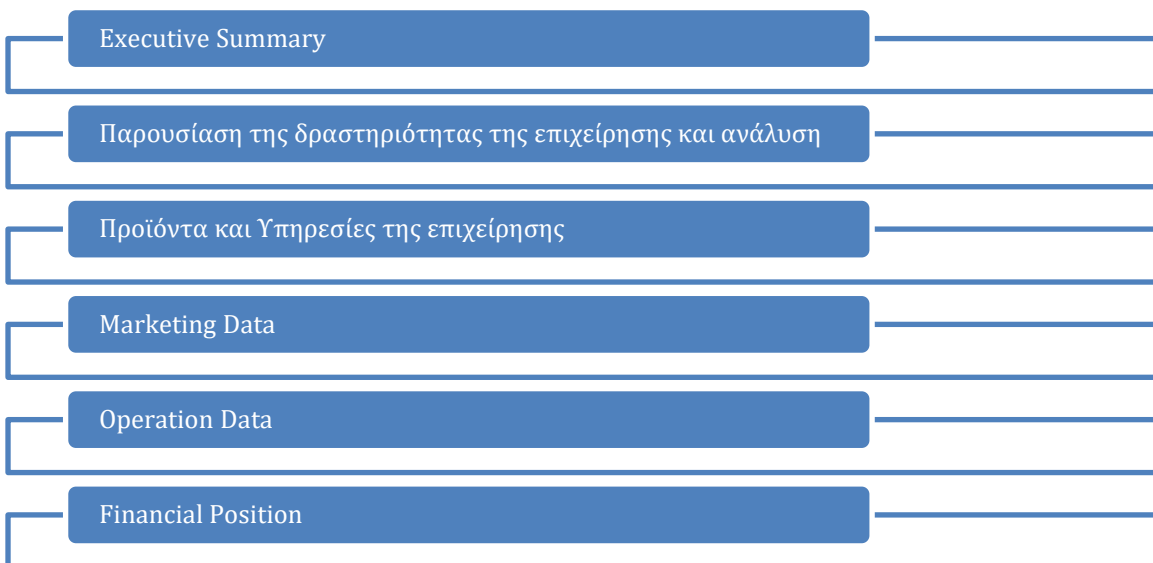 Executive Summary
Παρουσίαση της δραστηριότητας της επιχείρησης και ανάλυση
Προϊόντα και Υπηρεσίες της επιχείρησης
Marketing Data
Operation Data
Financial Position